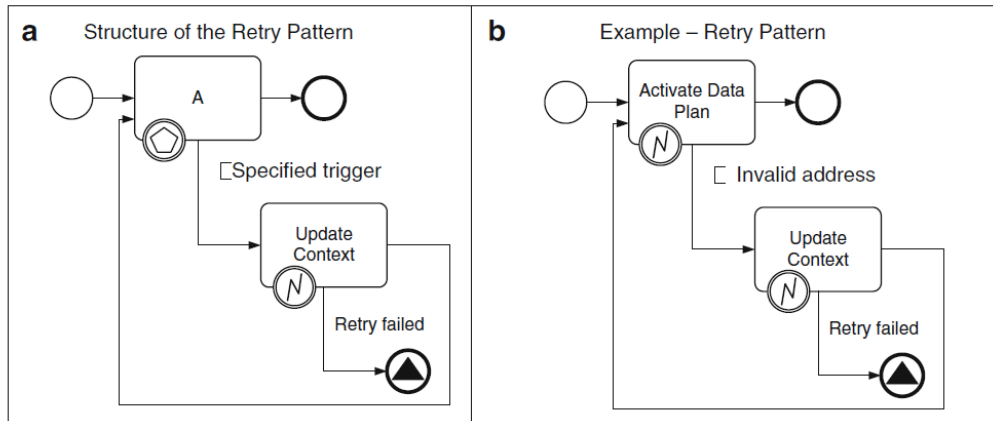 a Structure of the Retry Pattern
A
Specified trigger
Update
Context
Retry failed
b Example – Retry Pattern
Activate Data
Plan
Invalid address
Update
Context
Retry failed